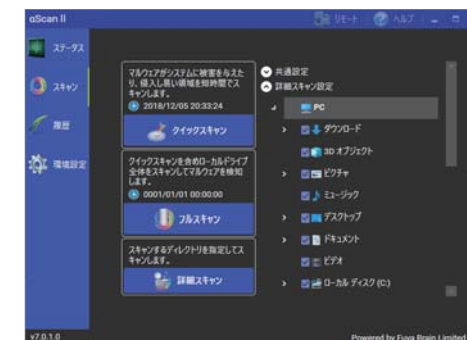 αScan II
リモート
ヘルプ
ステータス
スキャン
履歴
環境設定
マルウェアがシステムに被害を与えた
り、侵入し易い領域を短時間でス
キャンします。
2018/12/05 20:33:24
クイックスキャン
クイックスキャンを含めローカルドライブ
全体をスキャンしてマルウェアを検知
します。
0001/01/01 00:00:00
フルスキャン
スキャンするディレクトリを指定してス
キャンします。
詳細スキャン
共通設定
詳細スキャン設定
PC
ダウンロード
3D オブジェクト
ピクチャ
ミュージック
デスクトップ
ドキュメント
ビデオ
ローカル ディスク (C:)
v7.0.1.0
Powered by Fuva Brain Limited